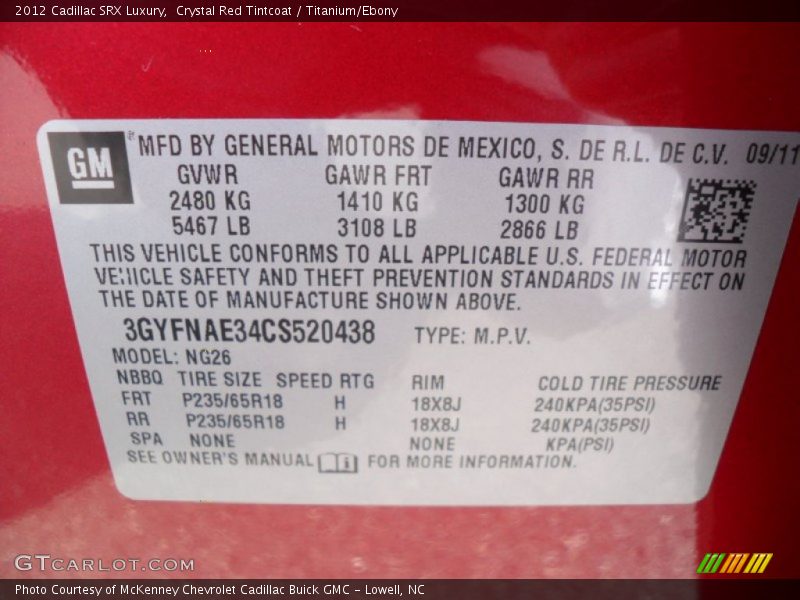 2012 Cadillac SRX Luxury,  Crystal Red Tintcoat / Titanium/Ebony
GM® MFD BY GENERAL MOTORS DE MEXICO, S. DE R.L. DE C.V. 09/11
GVWR GAWR FRT GAWR RR
2480 KG 1410 KG 1300 KG
5467 LB 3108 LB 2866 LB
THIS VEHICLE CONFORMS TO ALL APPLICABLE U.S. FEDERAL MOTOR
VEHICLE SAFETY AND THEFT PREVENTION STANDARDS IN EFFECT ON
THE DATE OF MANUFACTURE SHOWN ABOVE.
3GYFNAE34CS520438 TYPE: M.P.V.
MODEL: NG26
NBBQ TIRE SIZE SPEED RTG RIM COLD TIRE PRESSURE
FRT P235/65R18 H 18X8J 240KPA(35PSI)
RR P235/65R18 H 18X8J 240KPA(35PSI)
SPA NONE NONE KPA(PSI)
SEE OWNER'S MANUAL i FOR MORE INFORMATION.
GTCARLOT.COM
Photo Courtesy of McKenney Chevrolet Cadillac Buick GMC - Lowell, NC